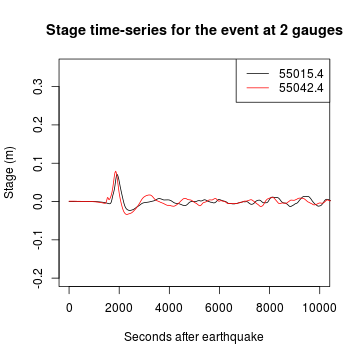 Stage time-series for the event at 2 gauges
55015.4
55042.4
Stage (m)
0.3
0.2
0.1
0.0
-0.1
-0.2
0 2000 4000 6000 8000 10000
Seconds after earthquake